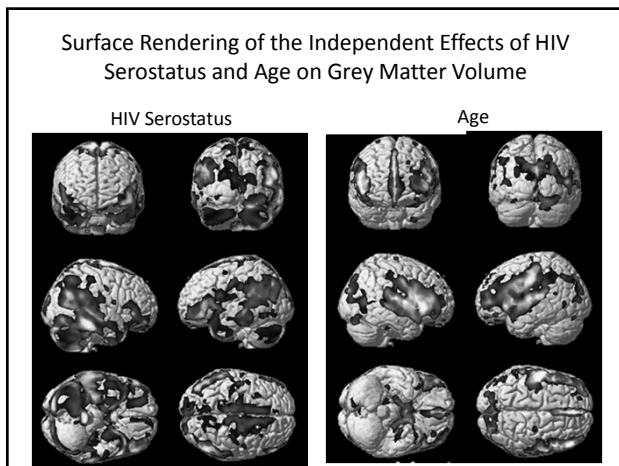 Surface Rendering of the Independent Effects of HIV
Serostatus and Age on Grey Matter Volume
HIV Serostatus
Age